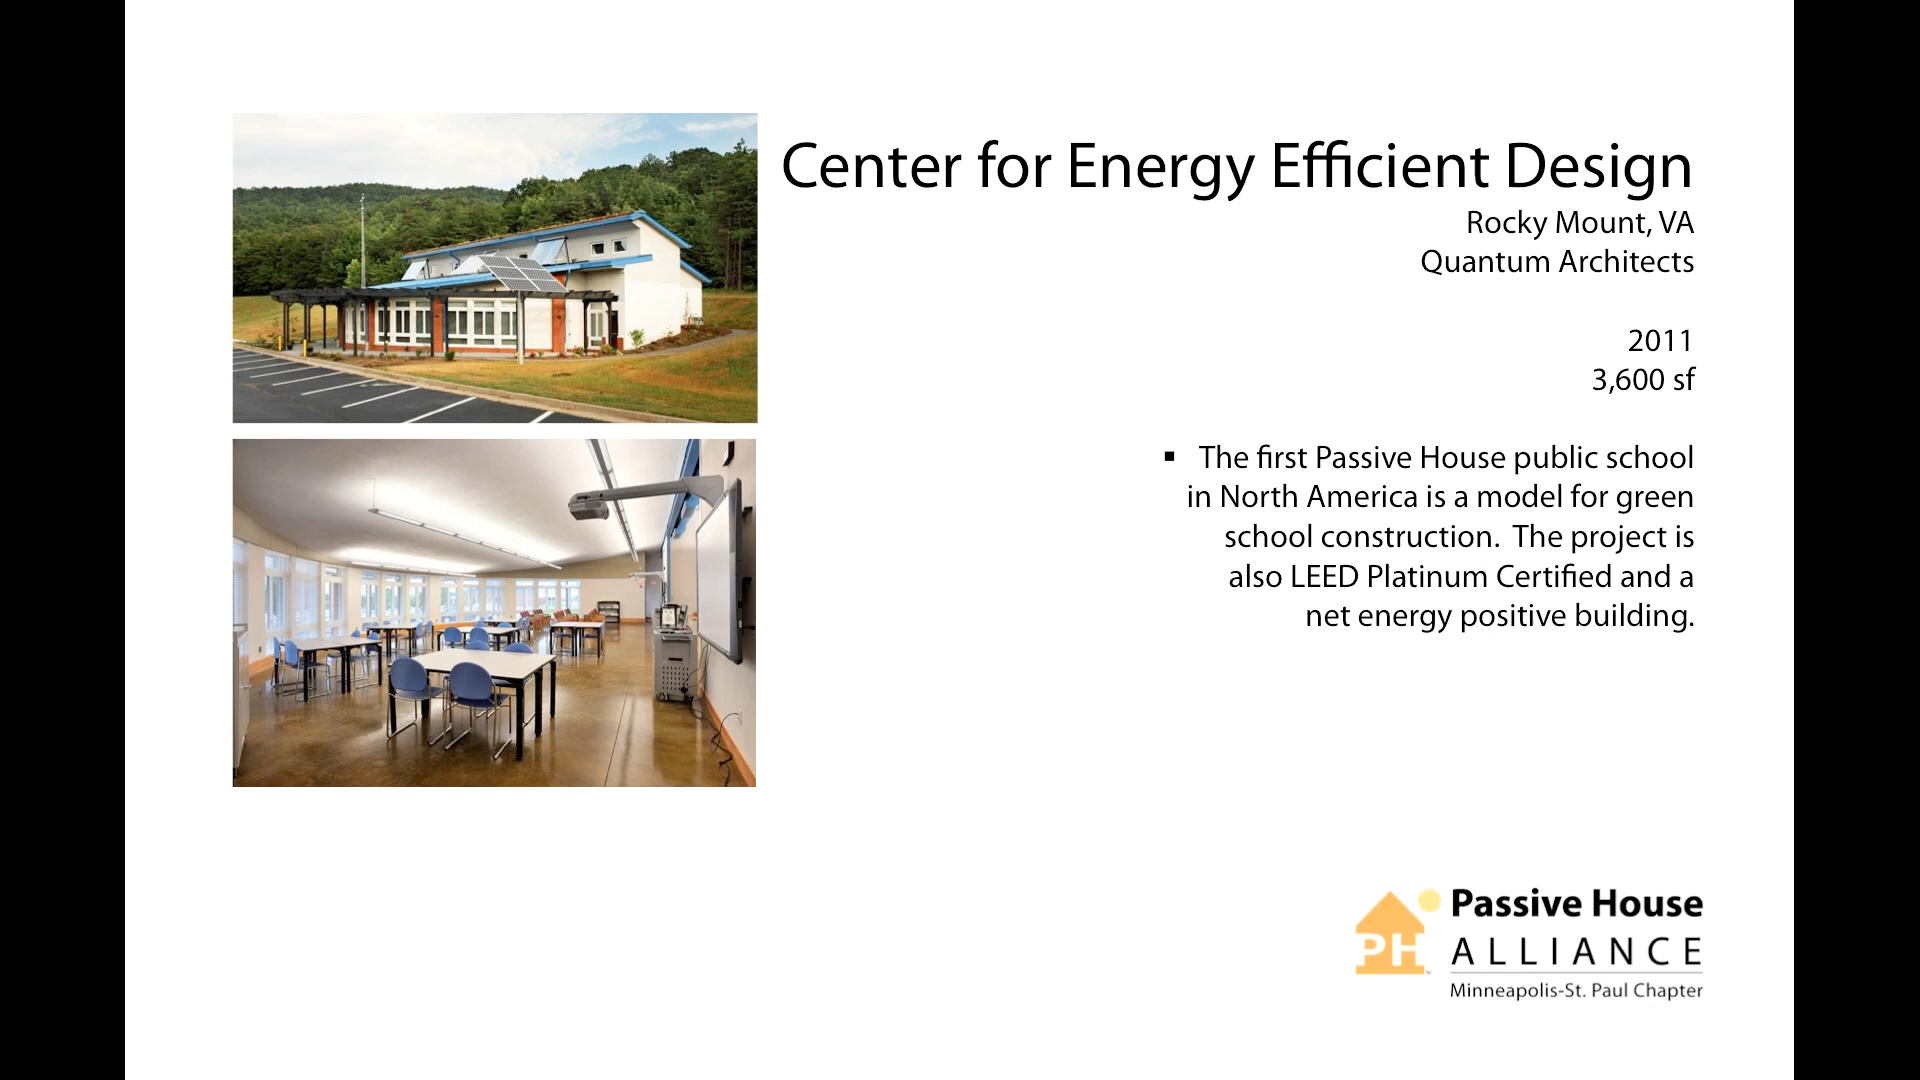 Center for Energy Efficient Design
Rocky Mount, VA
Quantum Architects
2011
3,600 sf
▪ The first Passive House public school
in North America is a model for green
school construction. The project is
also LEED Platinum Certified and a
net energy positive building.
PH
Passive House
ALLIANCE
Minneapolis-St. Paul Chapter